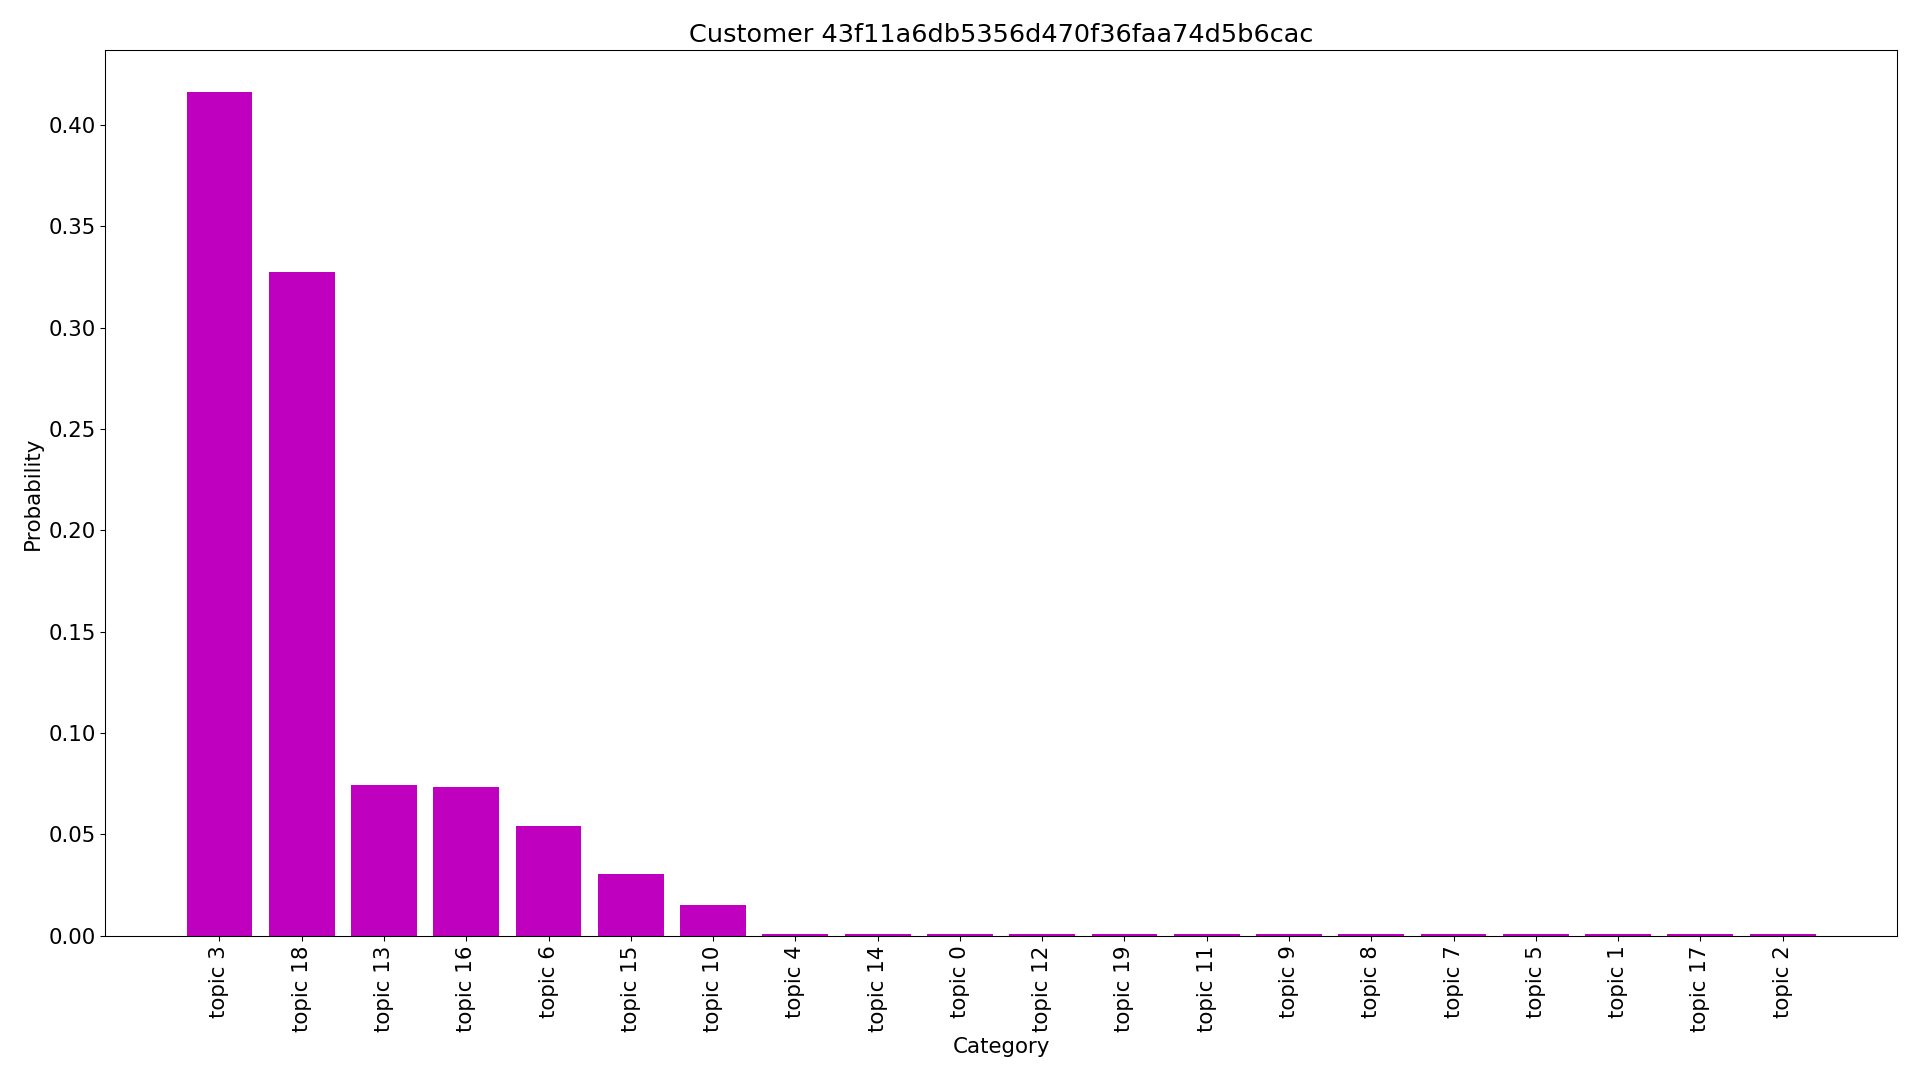 Customer 43f11a6db5356d470f36faa74d5b6cac
Probability
0.40
0.35
0.30
0.25
0.20
0.15
0.10
0.05
0.00
topic 3
topic 18
topic 13
topic 16
topic 6
topic 15
topic 10
topic 4
topic 14
topic 0
topic 12
topic 19
topic 11
topic 9
topic 8
topic 7
topic 5
topic 1
topic 17
topic 2
Category